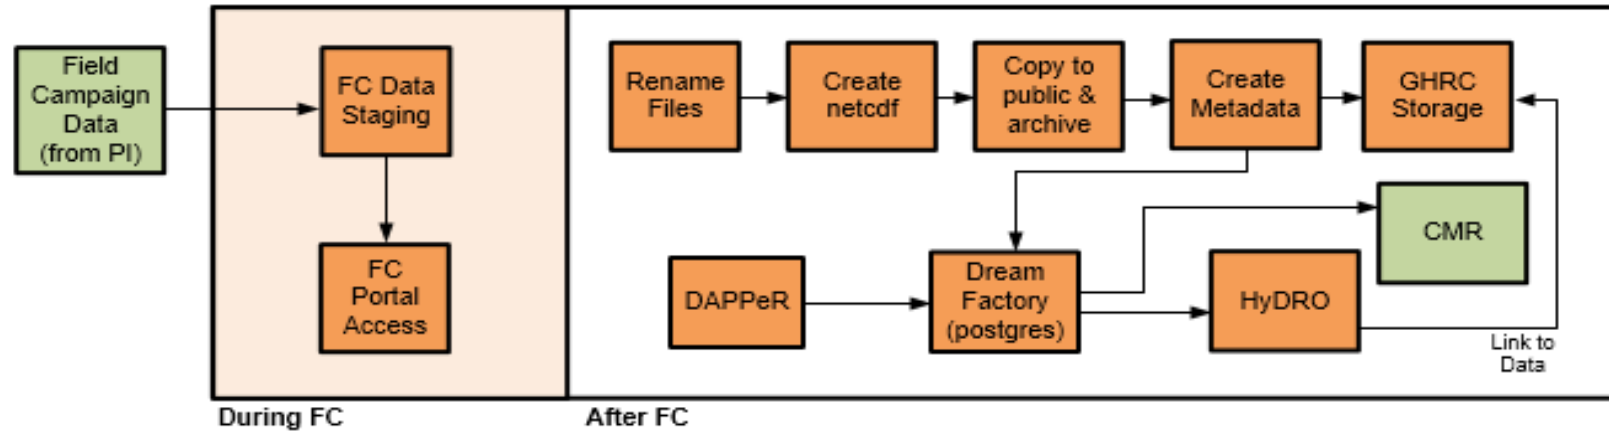 Field
Campaign
Data
(from PI)
FC Data
Staging
FC
Portal
Access
During FC
Rename
Files
Create
netcdf
Copy to
public &
archive
Create
Metadata
GHRC
Storage
DAPPeR
Dream
Factory
(postgres)
HyDRO
CMR
Link to
Data
After FC